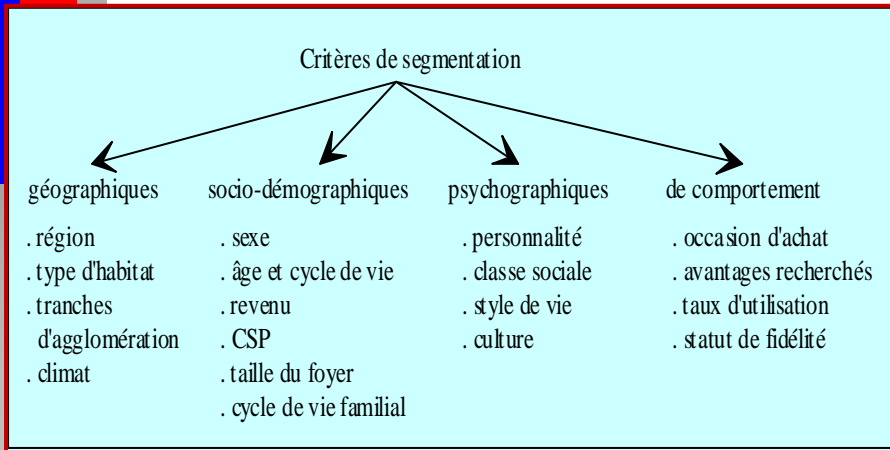 Critères de segmentation
géographiques
. région
. type d'habitat
. tranches
d'agglomération
. climat
socio-démographiques
. sexe
. âge et cycle de vie
. revenu
. CSP
. taille du foyer
. cycle de vie familial
psychographiques
. personnalité
. classe sociale
. style de vie
. culture
de comportement
. occasion d'achat
. avantages recherchés
. taux d'utilisation
. statut de fidélité